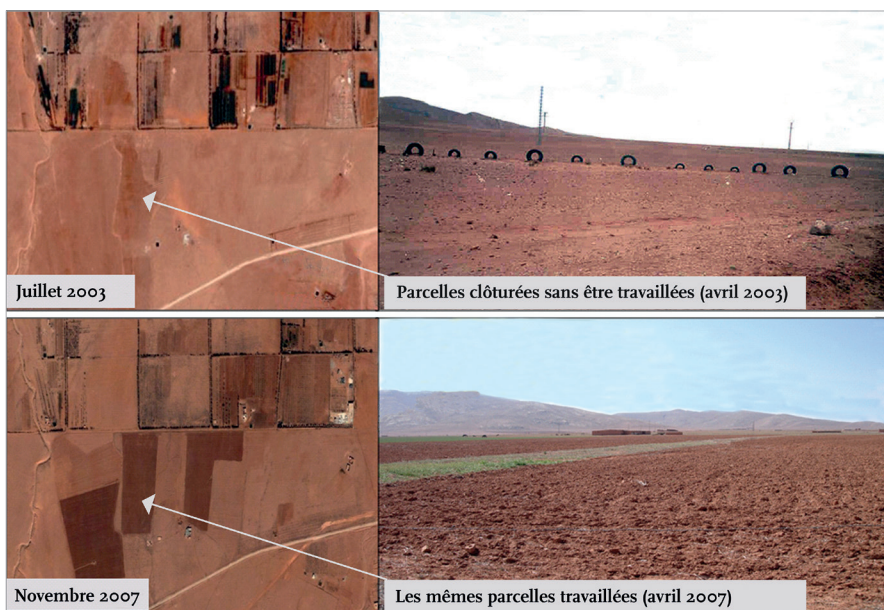 Juillet 2003
Parcelles clôturées sans être travaillées (avril 2003)
Novembre 2007
Les mêmes parcelles travaillées (avril 2007)